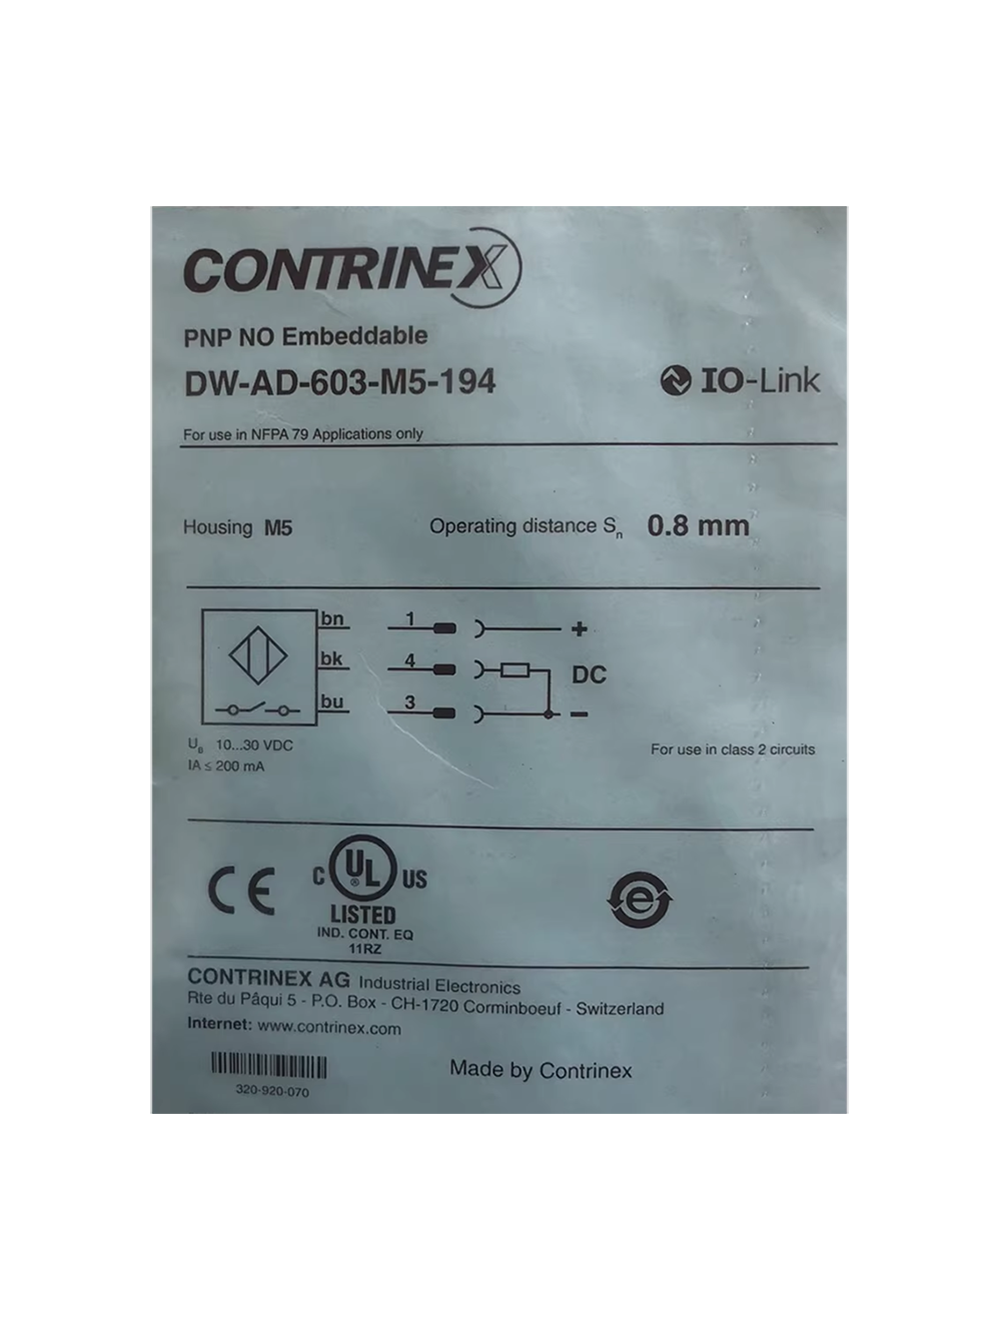 CONTRINEX
PNP NO Embeddable
DW-AD-603-M5-194
IO-Link
For use in NFPA 79 Applications only
Housing M5 Operating distance Sn 0.8 mm
bn 1 +
bk 4 DC
bu 3 –
UB 10...30 VDC
IA ≤ 200 mA
For use in class 2 circuits
CE
C UL ® US
LISTED
IND. CONT. EQ
11RZ
e
CONTRINEX AG Industrial Electronics
Rte du Pâqui 5 - P.O. Box - CH-1720 Corminboeuf - Switzerland
Internet: www.contrinex.com
320-920-070
Made by Contrinex